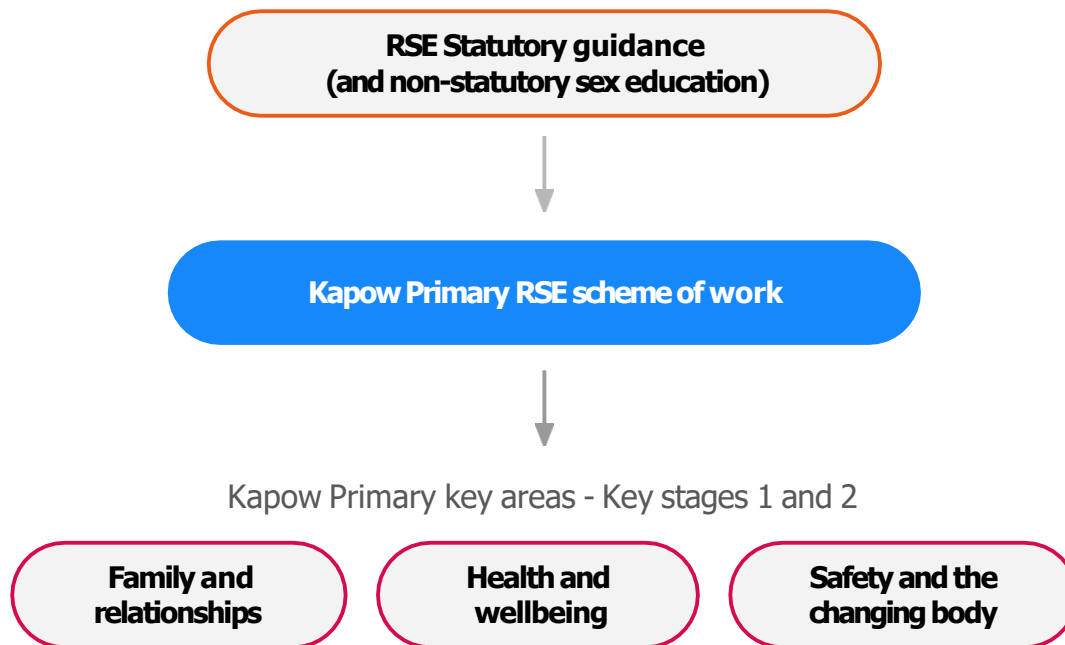 RSE Statutory guidance
(and non-statutory sex education)
Kapow Primary RSE scheme of work
Kapow Primary key areas - Key stages 1 and 2
Family and
relationships
Health and
wellbeing
Safety and the
changing body